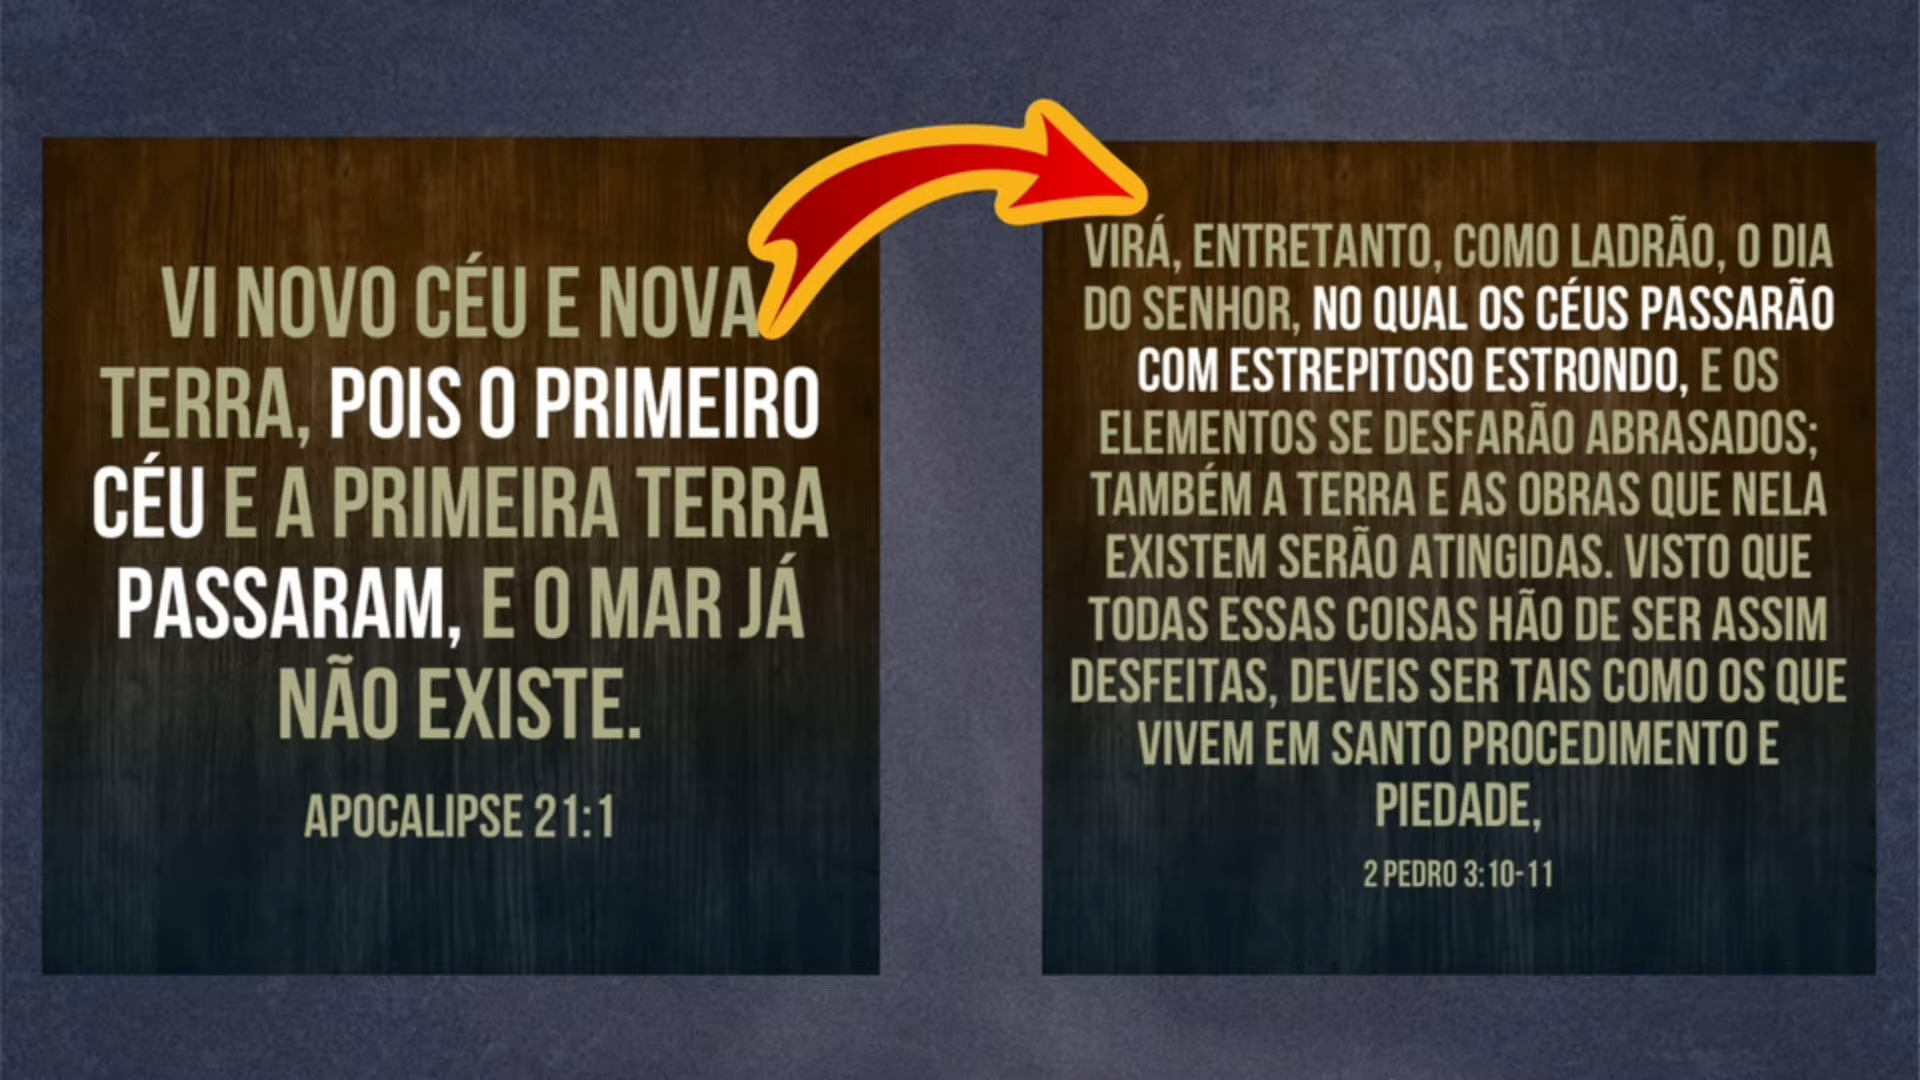 VI NOVO CÉU E NOVA
TERRA, POIS O PRIMEIRO
CÉU E A PRIMEIRA TERRA
PASSARAM, E O MAR JÁ
NÃO EXISTE.
APOCALIPSE 21:1
VIRÁ, ENTRETANTO, COMO LADRÃO, O DIA
DO SENHOR, NO QUAL OS CÉUS PASSARÃO
COM ESTREPITOSO ESTRONDO, E OS
ELEMENTOS SE DESFARÃO ABRASADOS;
TAMBÉM A TERRA E AS OBRAS QUE NELA
EXISTEM SERÃO ATINGIDAS. VISTO QUE
TODAS ESSAS COISAS HÃO DE SER ASSIM
DESFEITAS, DEVEIS SER TAIS COMO OS QUE
VIVEM EM SANTO PROCEDIMENTO E
PIEDADE,
2 PEDRO 3:10-11